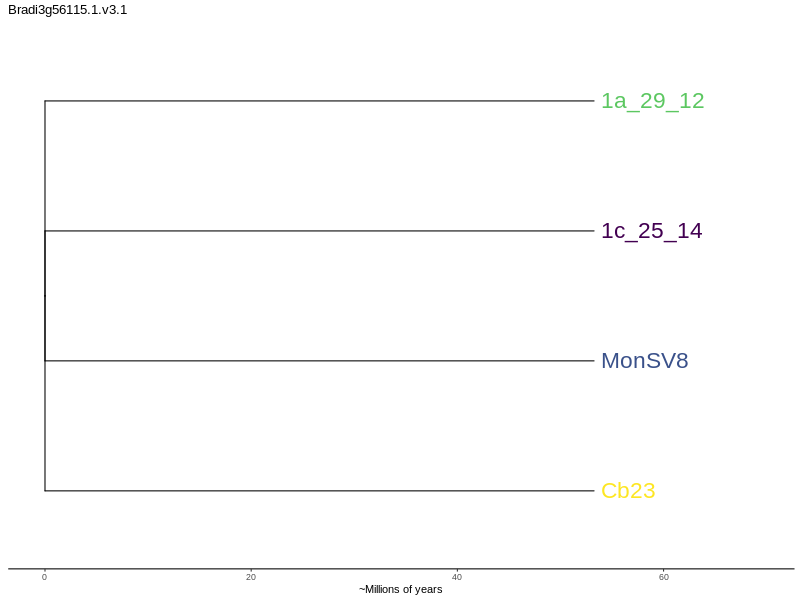 Bradi3g56115.1.v3.1
1a_29_12
1c_25_14
MonSV8
Cb23
0 20 40 60
~Millions of years